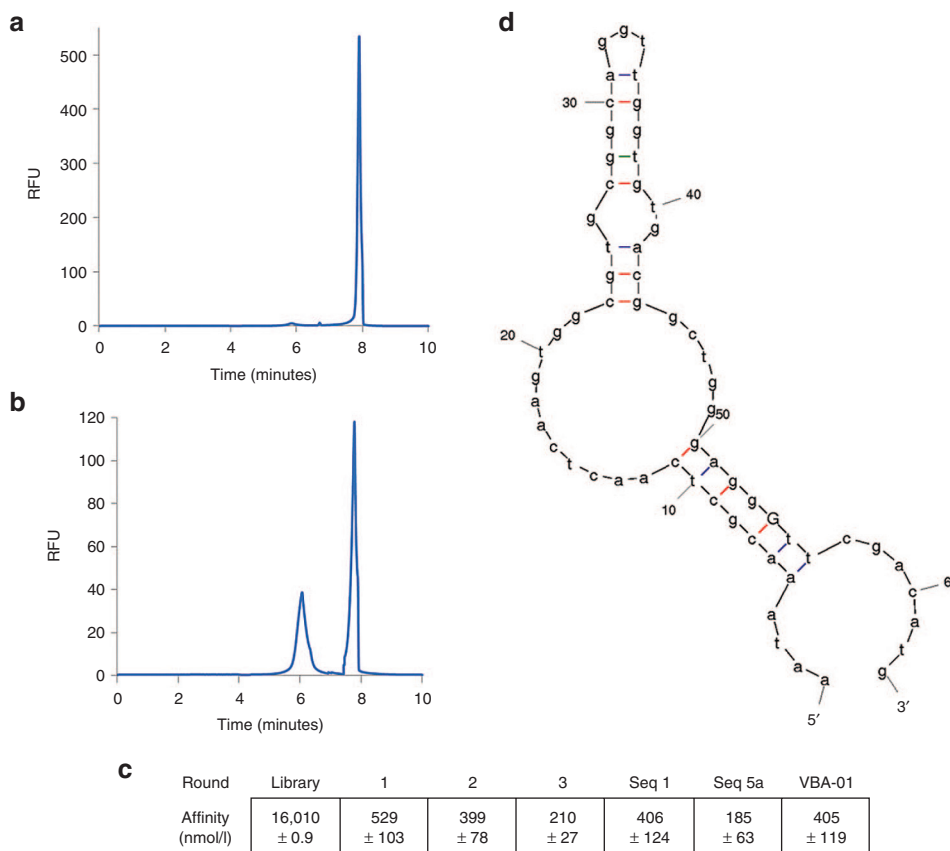 a
RFU
500
400
300
200
100
0
0 2 4 6 8 10
Time (minutes)
b
RFU
120
100
80
60
40
20
0
0 2 4 6 8 10
Time (minutes)
c
Round Library 1 2 3 Seq 1 Seq 5a VBA-01
Affinity 16,010 529 399 210 406 185 405
(nmol/l) ± 0.9 ± 103 ± 78 ± 27 ± 124 ± 63 ± 119
d
5′
a a t a a a c g c t c a a c t c a a g t g g c g t g c g g c a g g t t g g t g t g a c g g c t g g g a g g G t t c g a c a t g
3′
10
20
30
40
50
6